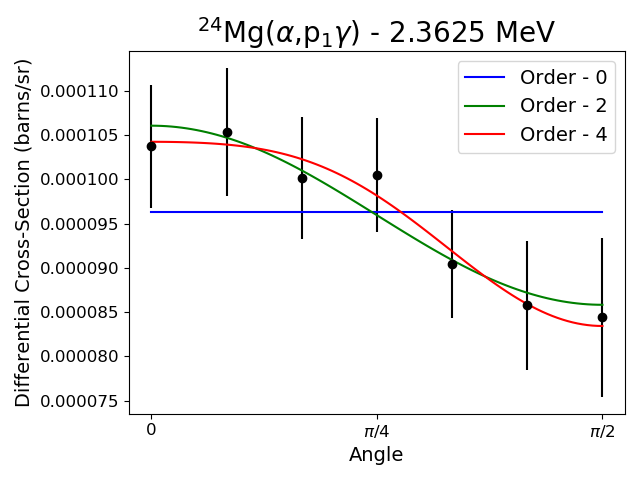 ²⁴Mg(α,p₁γ) - 2.3625 MeV
Order - 0
Order - 2
Order - 4
Differential Cross-Section (barns/sr)
0.000110
0.000105
0.000100
0.000095
0.000090
0.000085
0.000080
0.000075
0 π/4 π/2
Angle